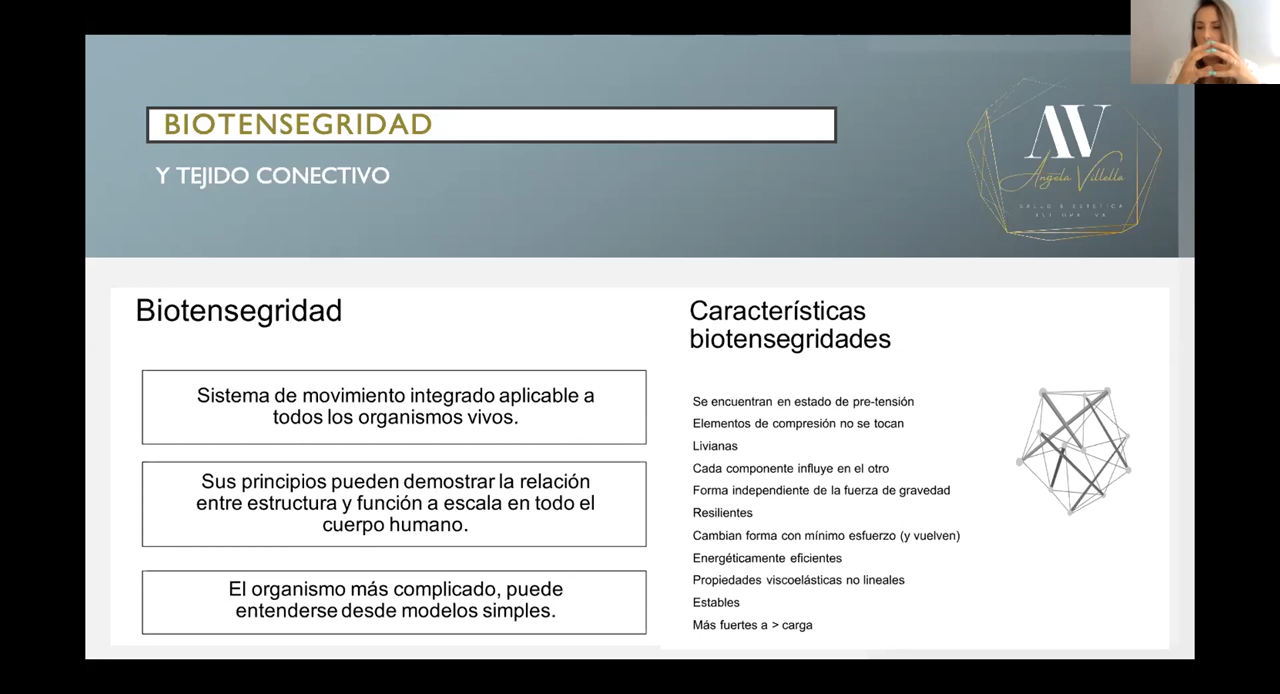 BIOTENSEGRIDAD
Y TEJIDO CONECTIVO
AV
Angela Villella
Biotensegridad
Sistema de movimiento integrado aplicable a
todos los organismos vivos.
Sus principios pueden demostrar la relación
entre estructura y función a escala en todo el
cuerpo humano.
El organismo más complicado, puede
entenderse desde modelos simples.
Características
biotensegridades
Se encuentran en estado de pre-tensión
Elementos de compresión no se tocan
Livianas
Cada componente influye en el otro
Forma independiente de la fuerza de gravedad
Resilientes
Cambian forma con mínimo esfuerzo (y vuelven)
Energéticamente eficientes
Propiedades viscoelásticas no lineales
Estables
Más fuertes a > carga